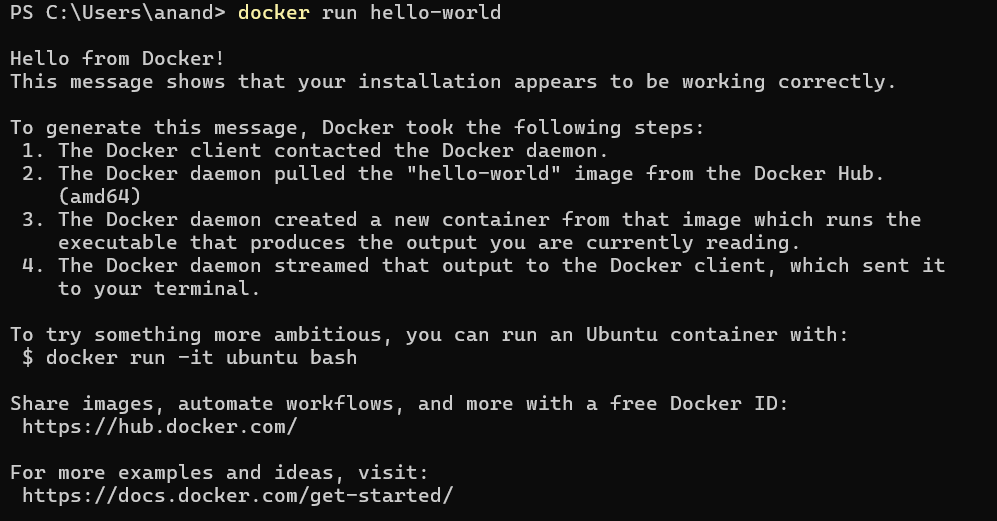 PS C:\Users\anand> docker run hello-world
Hello from Docker!
This message shows that your installation appears to be working correctly.
To generate this message, Docker took the following steps:
1. The Docker client contacted the Docker daemon.
2. The Docker daemon pulled the "hello-world" image from the Docker Hub.
(amd64)
3. The Docker daemon created a new container from that image which runs the
executable that produces the output you are currently reading.
4. The Docker daemon streamed that output to the Docker client, which sent it
to your terminal.
To try something more ambitious, you can run an Ubuntu container with:
$ docker run -it ubuntu bash
Share images, automate workflows, and more with a free Docker ID:
https://hub.docker.com/
For more examples and ideas, visit:
https://docs.docker.com/get-started/